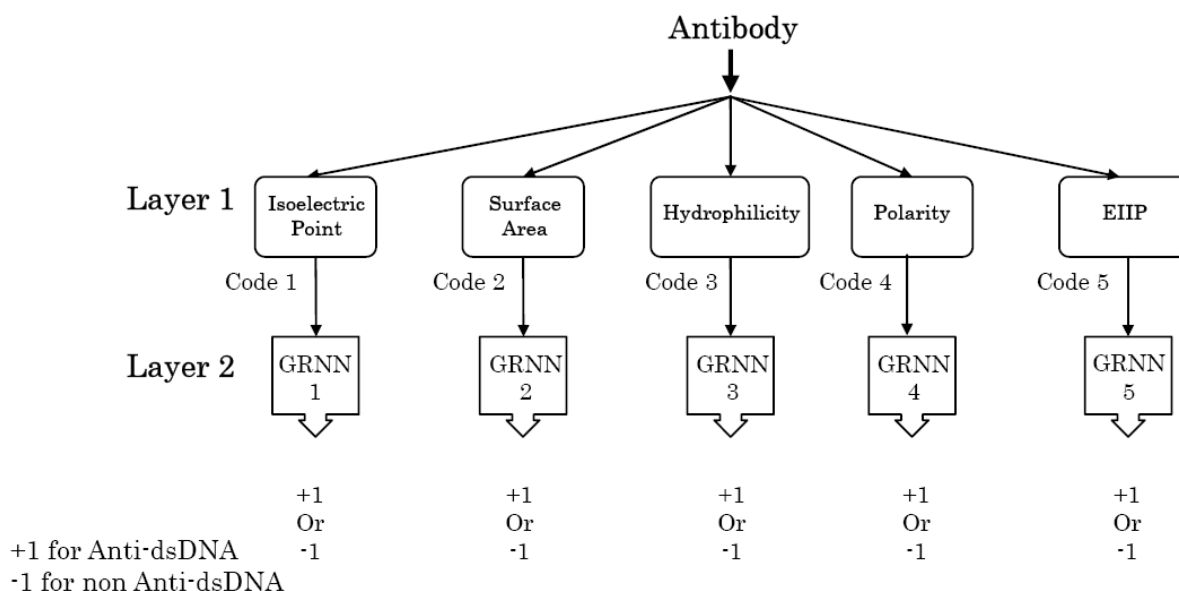 Antibody
Layer 1
Isoelectric
Point
Surface
Area
Hydrophilicity
Polarity
EIIP
Code 1
Code 2
Code 3
Code 4
Code 5
Layer 2
GRNN
1
GRNN
2
GRNN
3
GRNN
4
GRNN
5
+1
Or
-1
+1
Or
-1
+1
Or
-1
+1
Or
-1
+1
Or
-1
+1 for Anti-dsDNA
-1 for non Anti-dsDNA